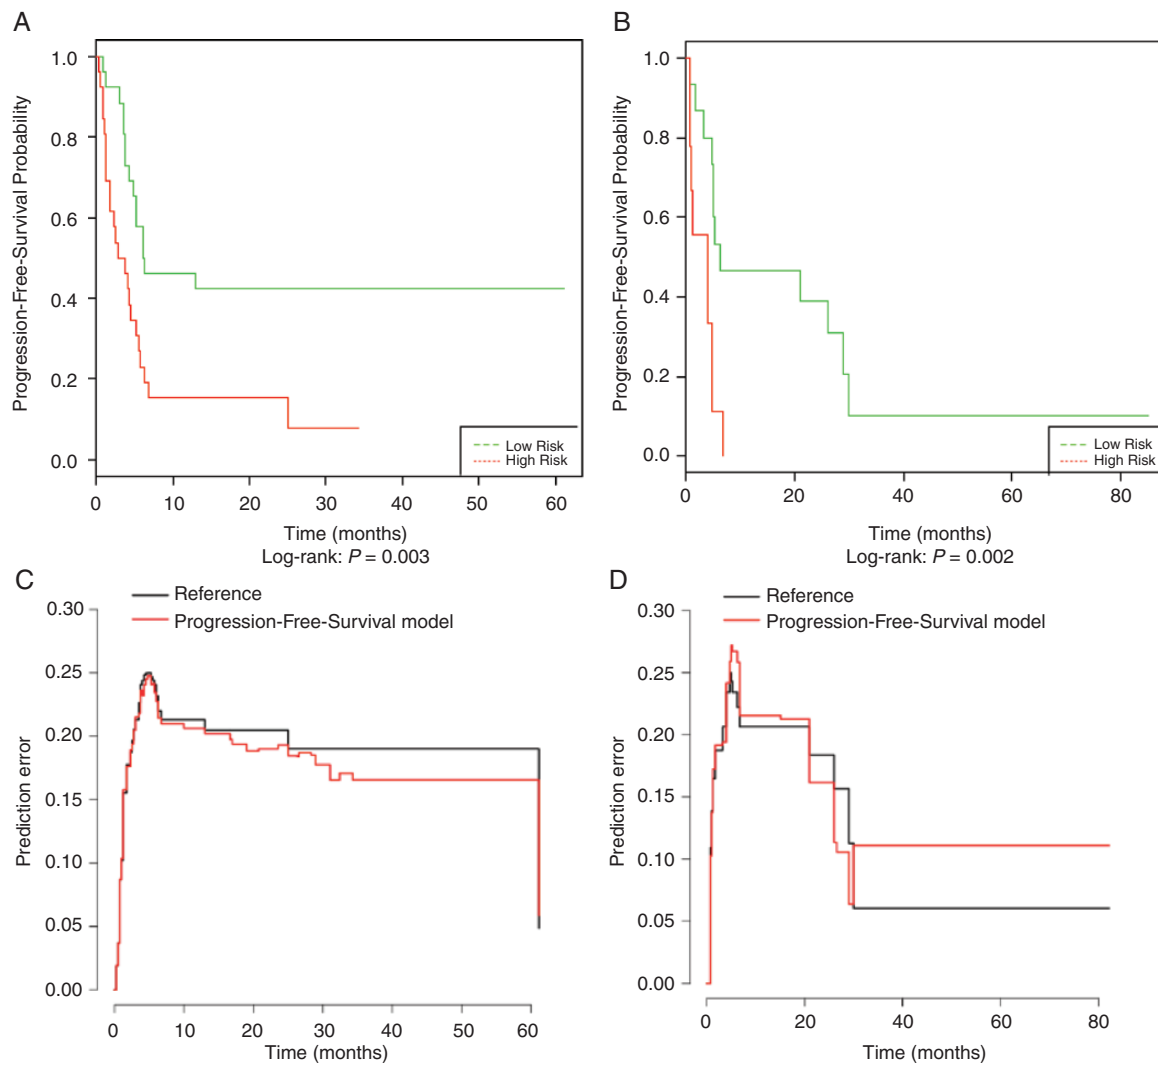 A
Progression-Free-Survival Probability
1.0
0.8
0.6
0.4
0.2
0.0
Low Risk
High Risk
0 10 20 30 40 50 60
Time (months)
Log-rank: P = 0.003
B
Progression-Free-Survival Probability
1.0
0.8
0.6
0.4
0.2
0.0
Low Risk
High Risk
0 20 40 60 80
Time (months)
Log-rank: P = 0.002
C
Reference
Progression-Free-Survival model
Prediction error
0.30
0.25
0.20
0.15
0.10
0.05
0.00
0 10 20 30 40 50 60
Time (months)
D
Reference
Progression-Free-Survival model
Prediction error
0.30
0.25
0.20
0.15
0.10
0.05
0.00
0 20 40 60 80
Time (months)